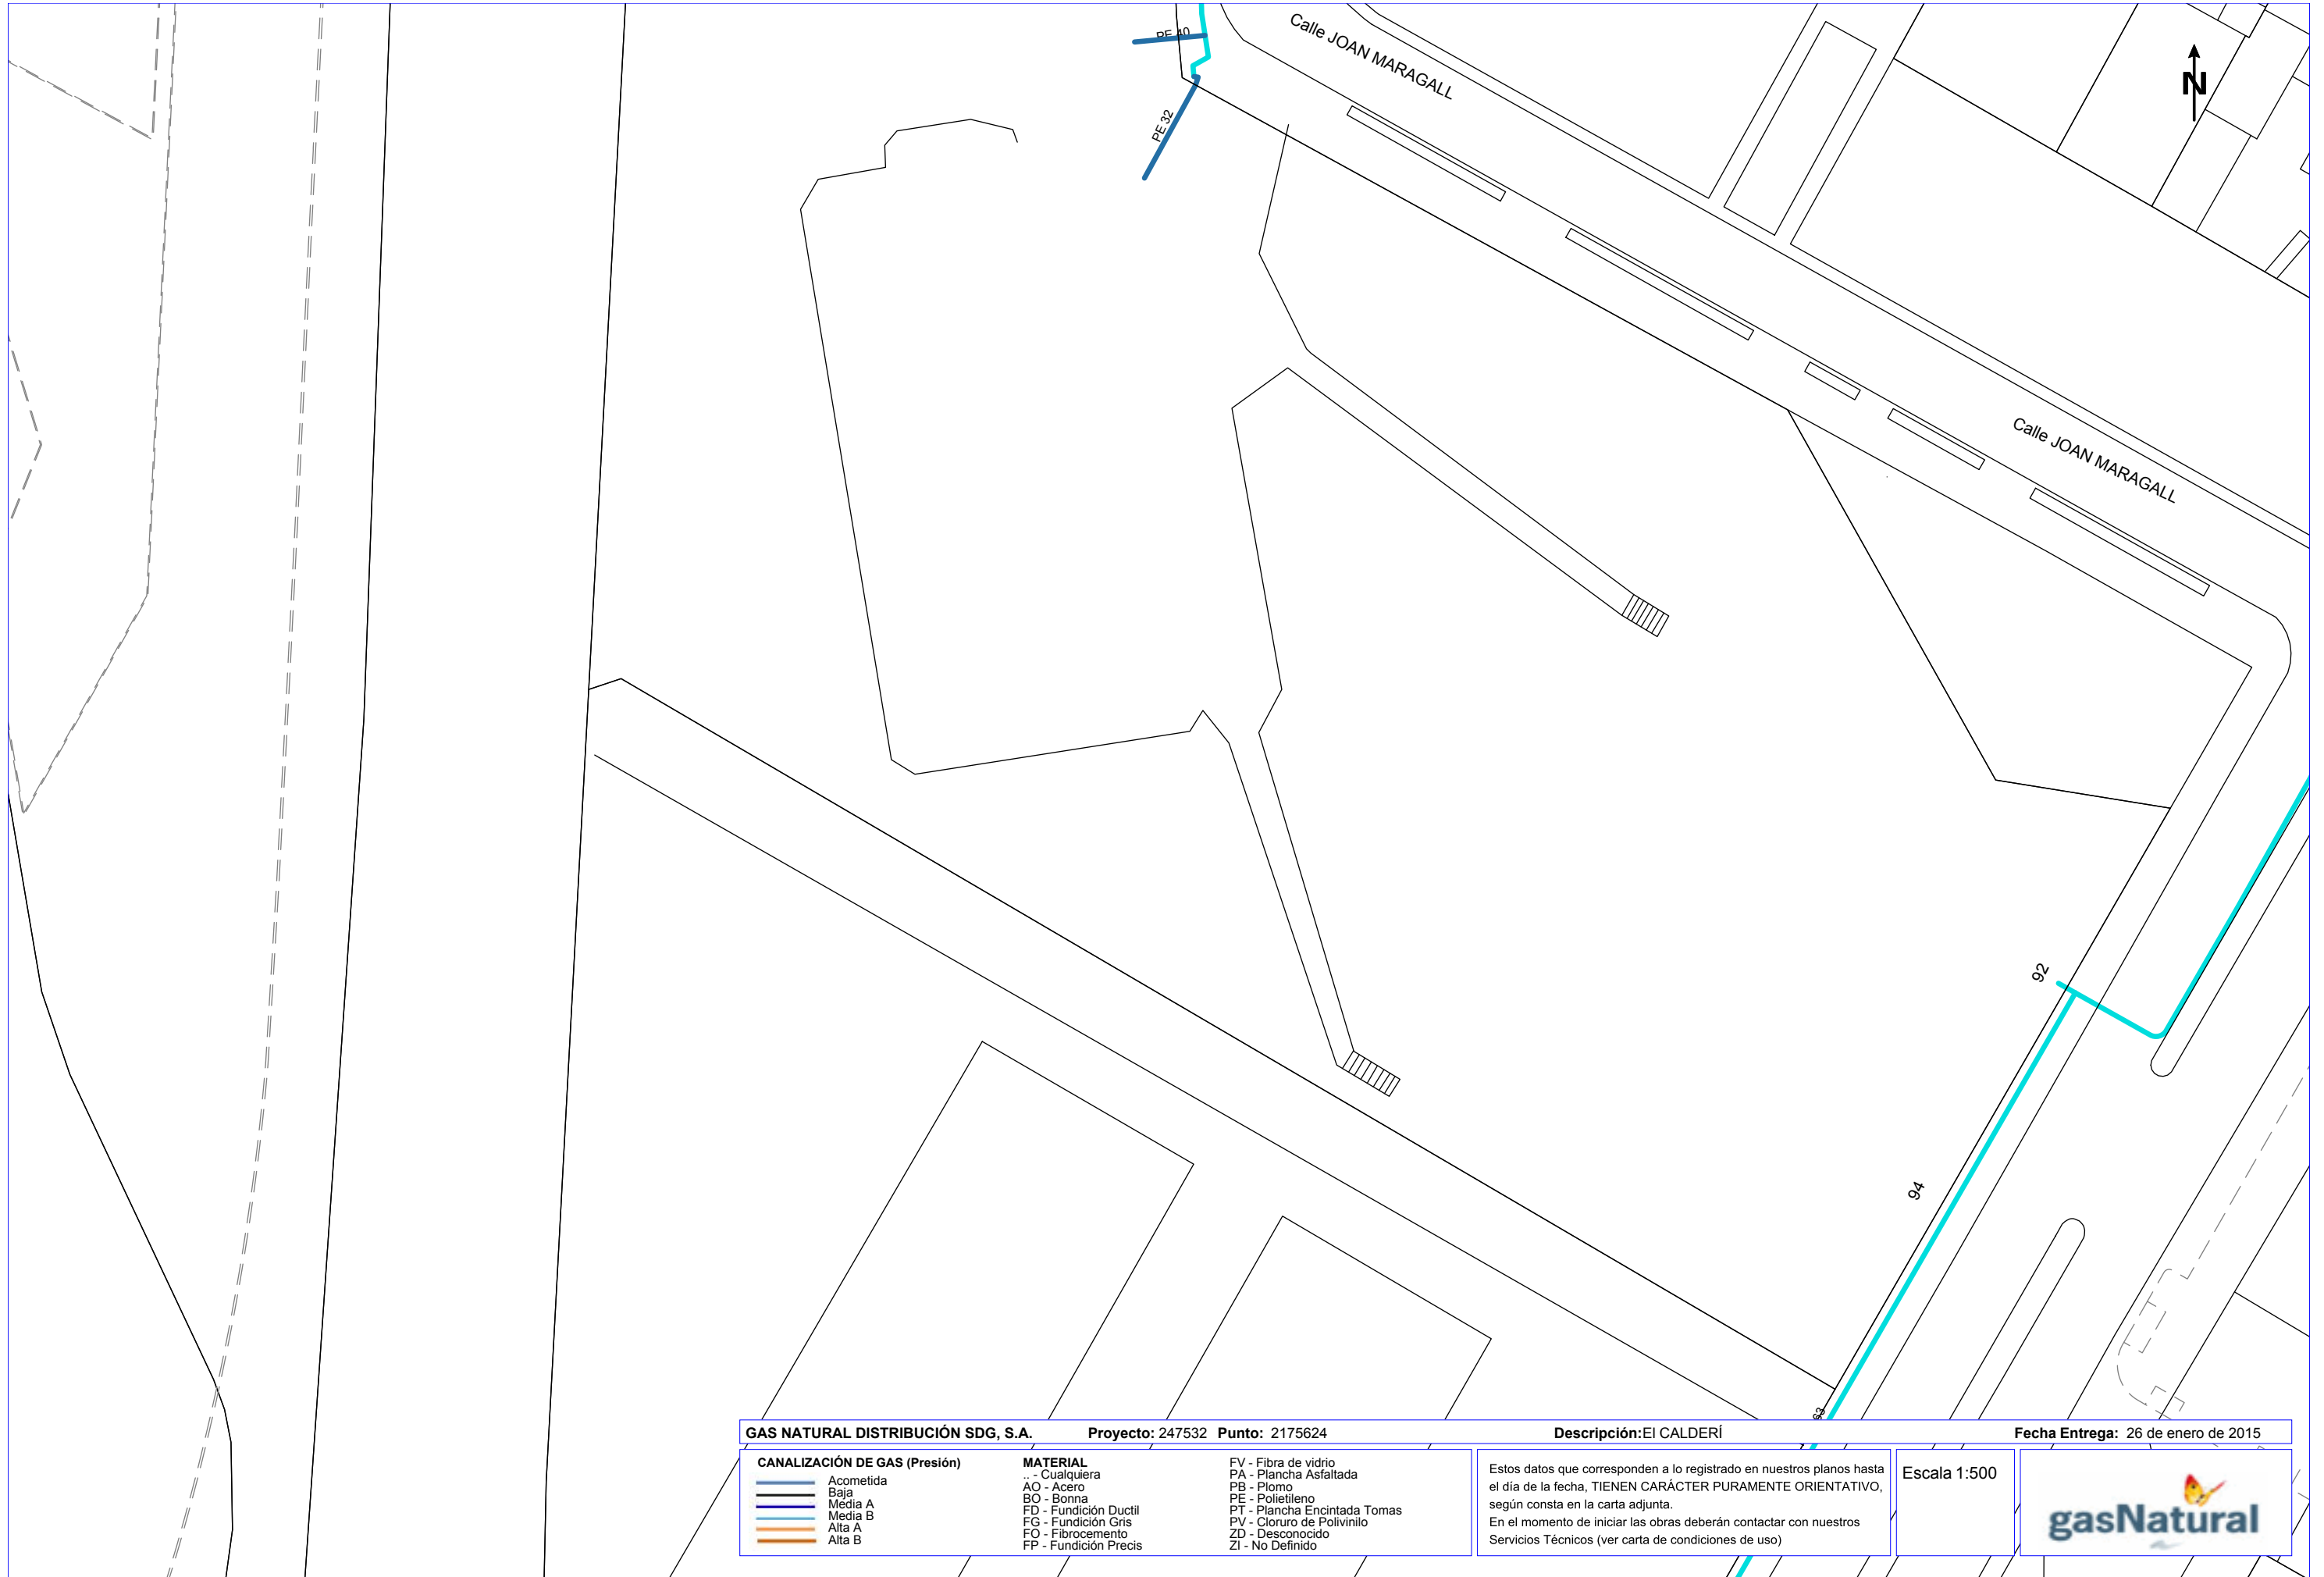 PE 40
Calle JOAN MARAGALL
N
PE 32
Calle JOAN MARAGALL
92
94
63
GAS NATURAL DISTRIBUCIÓN SDG, S.A. Proyecto: 247532 Punto: 2175624 Descripción:El CALDERÍ Fecha Entrega: 26 de enero de 2015
CANALIZACIÓN DE GAS (Presión)
Acometida
Baja
Media A
Media B
Alta A
Alta B
MATERIAL
.. - Cualquiera
AO - Acero
BO - Bonna
FD - Fundición Ductil
FG - Fundición Gris
FO - Fibrocemento
FP - Fundición Precis
FV - Fibra de vidrio
PA - Plancha Asfaltada
PB - Plomo
PE - Polietileno
PT - Plancha Encintada Tomas
PV - Cloruro de Polivinilo
ZD - Desconocido
ZI - No Definido
Estos datos que corresponden a lo registrado en nuestros planos hasta
el día de la fecha, TIENEN CARÁCTER PURAMENTE ORIENTATIVO,
según consta en la carta adjunta.
En el momento de iniciar las obras deberán contactar con nuestros
Servicios Técnicos (ver carta de condiciones de uso)
Escala 1:500
gasNatural